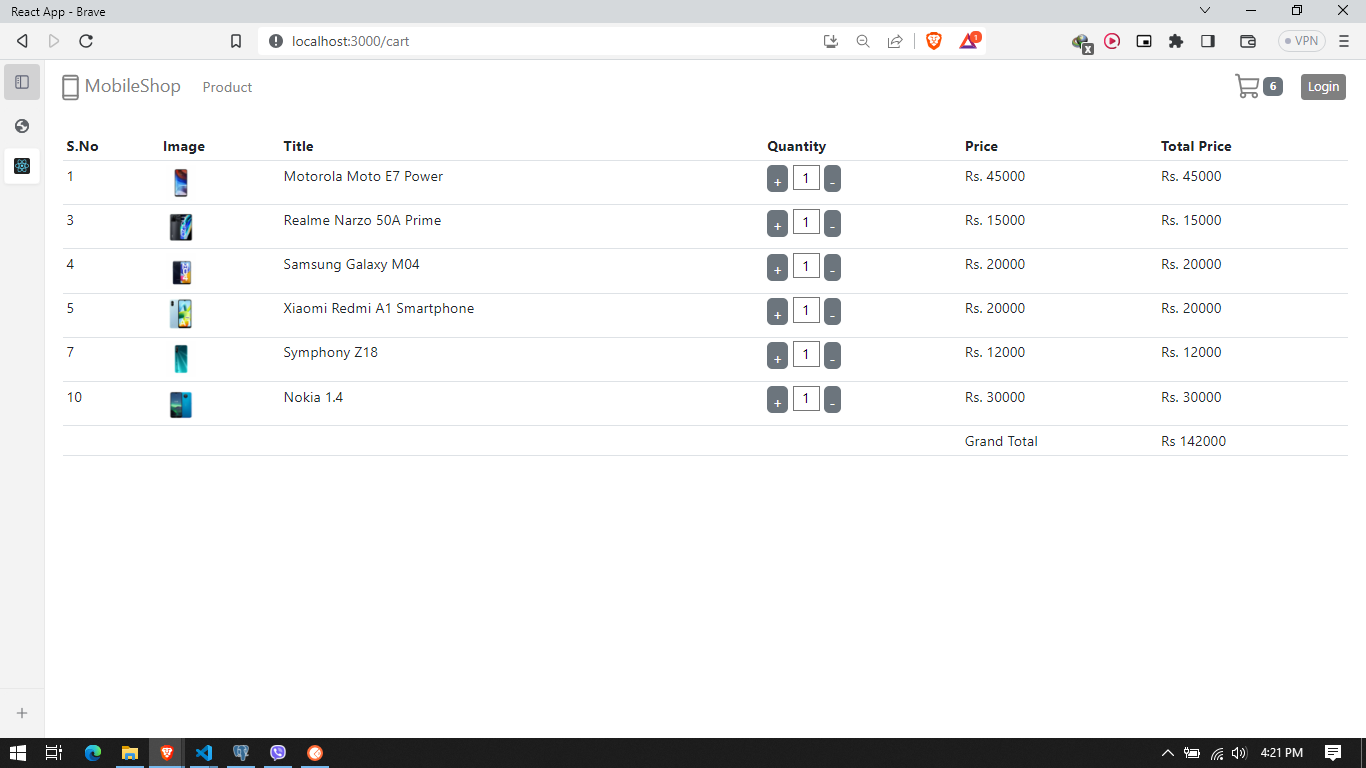 React App - Brave
localhost:3000/cart
1
VPN
MobileShop Product 6 Login
S.No Image Title Quantity Price Total Price
1 Motorola Moto E7 Power + 1 - Rs. 45000 Rs. 45000
3 Realme Narzo 50A Prime + 1 - Rs. 15000 Rs. 15000
4 Samsung Galaxy M04 + 1 - Rs. 20000 Rs. 20000
5 Xiaomi Redmi A1 Smartphone + 1 - Rs. 20000 Rs. 20000
7 Symphony Z18 + 1 - Rs. 12000 Rs. 12000
10 Nokia 1.4 + 1 - Rs. 30000 Rs. 30000
Grand Total Rs 142000
4:21 PM